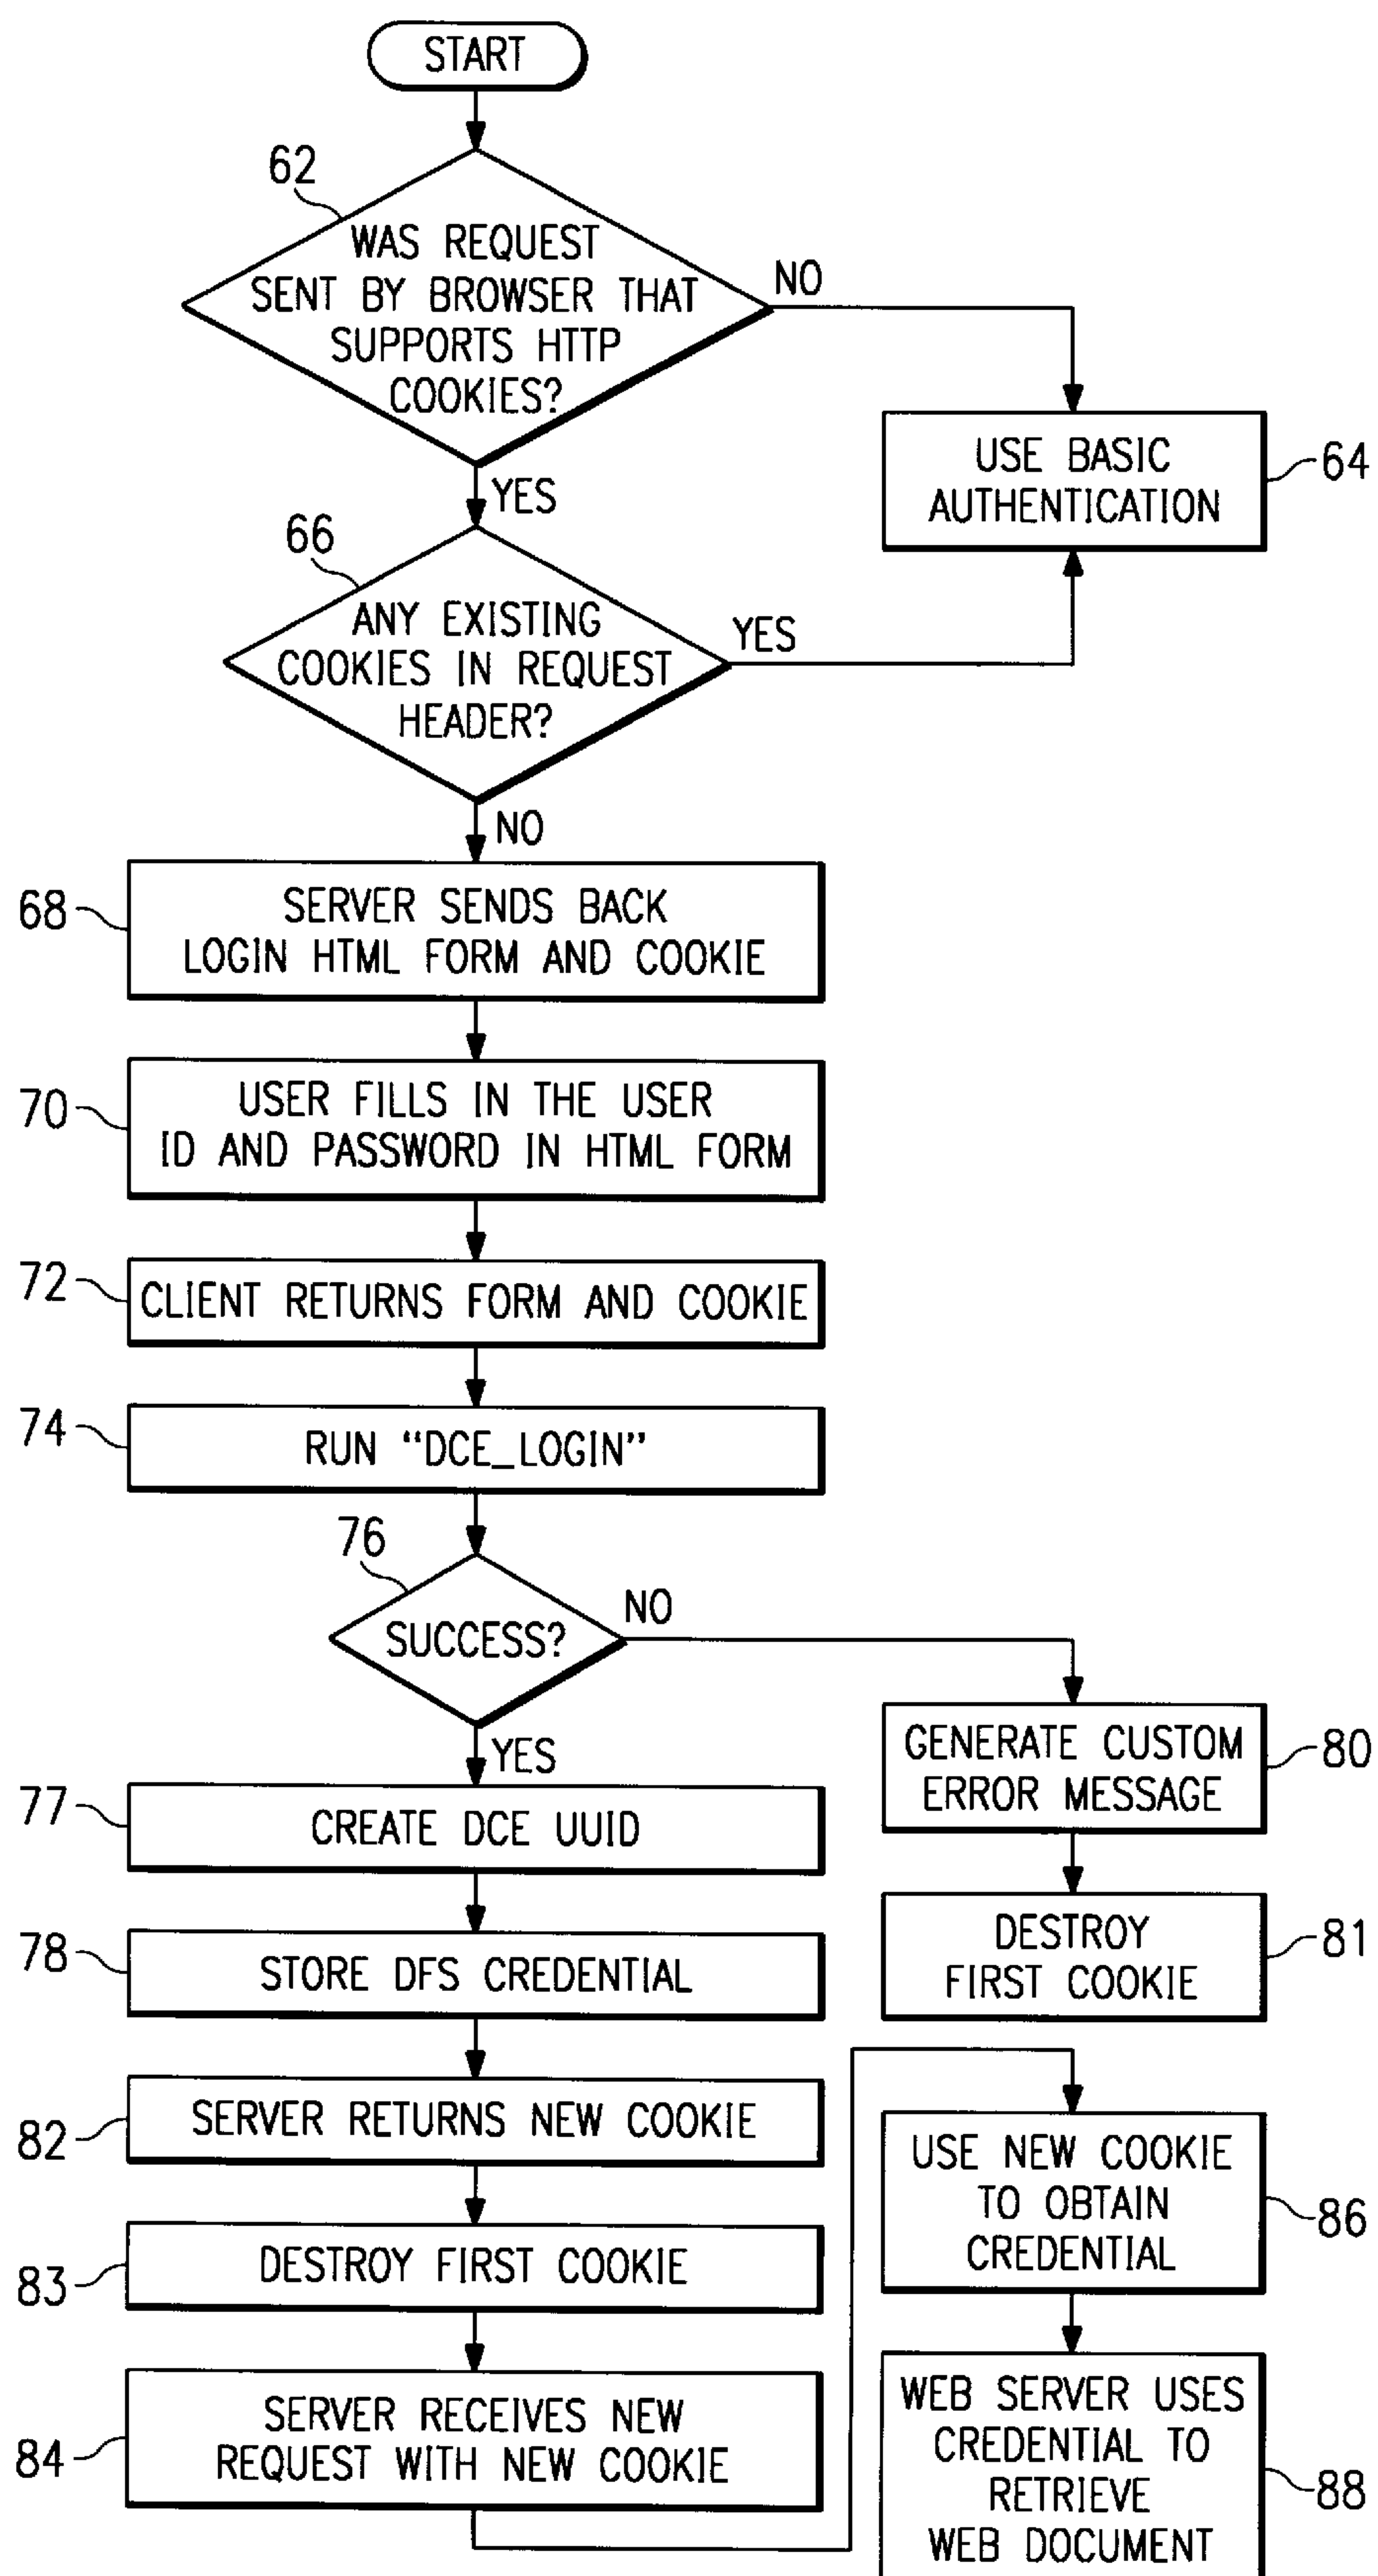 START
62
WAS REQUEST
SENT BY BROWSER THAT
SUPPORTS HTTP
COOKIES?
NO
USE BASIC
AUTHENTICATION
64
YES
66
ANY EXISTING
COOKIES IN REQUEST
HEADER?
YES
NO
68
SERVER SENDS BACK
LOGIN HTML FORM AND COOKIE
70
USER FILLS IN THE USER
ID AND PASSWORD IN HTML FORM
72
CLIENT RETURNS FORM AND COOKIE
74
RUN “DCE_LOGIN”
76
SUCCESS?
NO
GENERATE CUSTOM
ERROR MESSAGE
80
DESTROY
FIRST COOKIE
81
YES
77
CREATE DCE UUID
78
STORE DFS CREDENTIAL
82
SERVER RETURNS NEW COOKIE
83
DESTROY FIRST COOKIE
84
SERVER RECEIVES NEW
REQUEST WITH NEW COOKIE
USE NEW COOKIE
TO OBTAIN
CREDENTIAL
86
WEB SERVER USES
CREDENTIAL TO
RETRIEVE
WEB DOCUMENT
88